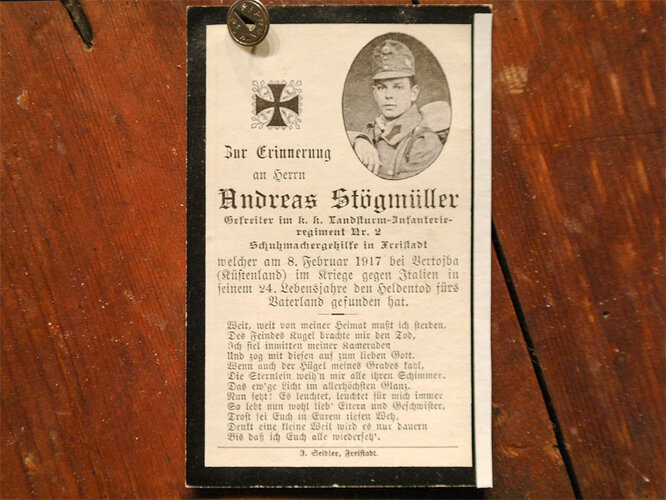 Zur Erinnerung
an Herrn
Andreas Stögmüller
Gefreiter im k. k. Landsturm-Infanterie-
regiment Nr. 2
Schuhmachergehilfe in Freistadt
welcher am 8. Februar 1917 bei Vertojba
(Küstenland) im Kriege gegen Italien in
seinem 24. Lebensjahre den Heldentod fürs
Vaterland gefunden hat.
Weit, weit von meiner Heimat mußt ich sterben.
Des Feindes Kugel brachte mir den Tod,
Ich fiel inmitten meiner Kameraden
Und zog mit diesen auf zum lieben Gott.
Wenn auch der Hügel meines Grabes kahl,
Die Sternlein weih'n mir alle ihren Schimmer.
Das ew'ge Licht im allerhöchsten Glanz.
Nun seht! Es leuchtet, leuchtet für mich immer
So lebt nun wohl lieb' Eltern und Geschwister,
Trost sei Euch in Eurem tiefen Weh,
Denkt eine kleine Weil wird es nur dauern
Bis daß ich Euch alle wiederseh'.
J. Seidler, Freistadt.